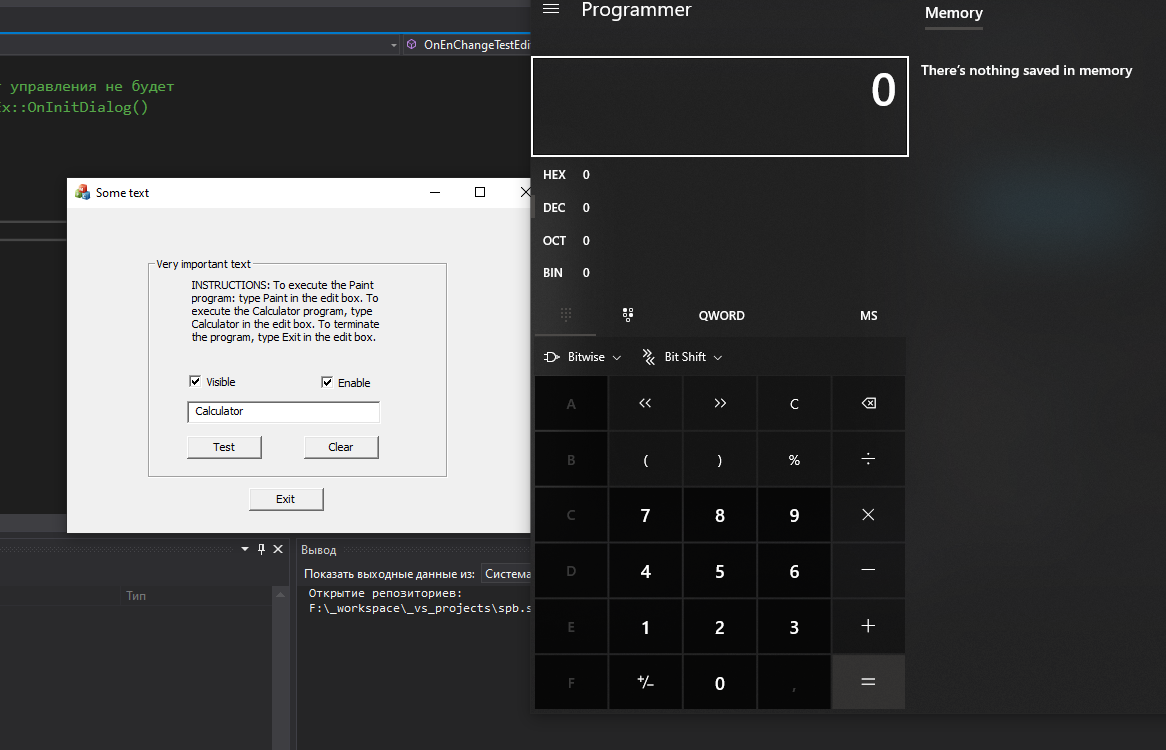 Programmer
Memory
OnEnChangeTestEdi
There's nothing saved in memory
0
управления не будет
Ex::OnInitDialog()
HEX 0
DEC 0
OCT 0
BIN 0
QWORD
MS
Bitwise
Bit Shift
A << >> C
B ( ) % ÷
C 7 8 9 ×
D 4 5 6 −
E 1 2 3 +
F +/− 0 , =
Some text
Very important text
INSTRUCTIONS: To execute the Paint
program: type Paint in the edit box. To
execute the Calculator program, type
Calculator in the edit box. To terminate
the program, type Exit in the edit box.
Visible
Enable
Calculator
Test
Clear
Exit
Тип
Вывод
Показать выходные данные из: Система
Открытие репозиториев:
F:\_workspace\_vs_projects\spb.s